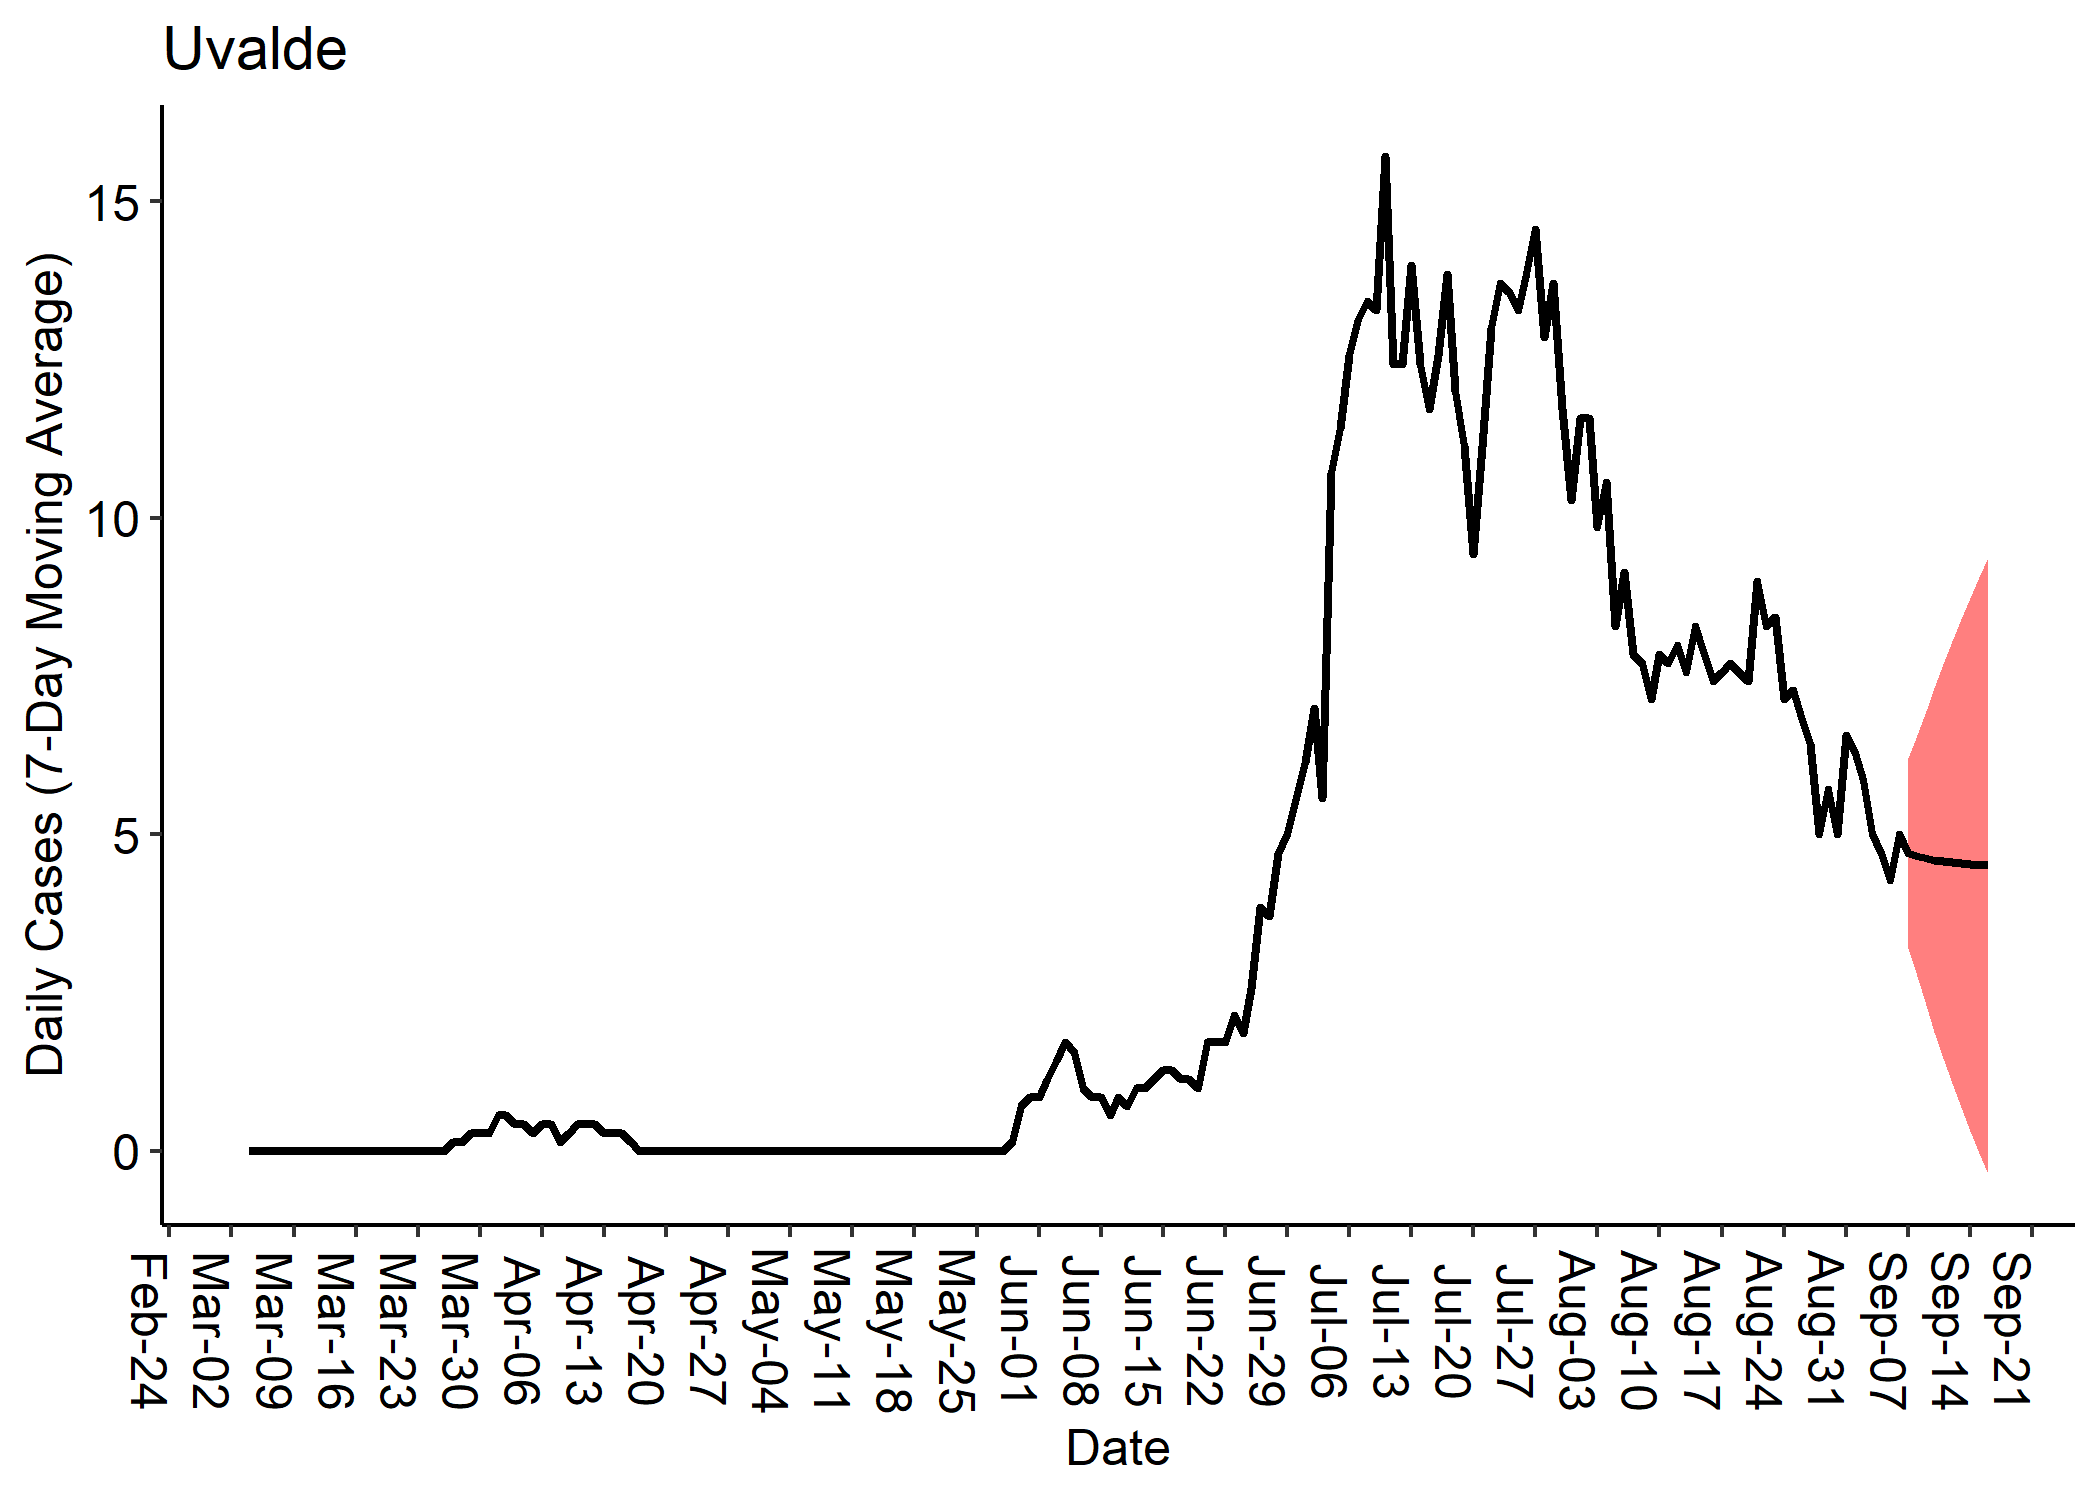 Uvalde
Daily Cases (7-Day Moving Average)
15
10
5
0
Feb-24
Mar-02
Mar-09
Mar-16
Mar-23
Mar-30
Apr-06
Apr-13
Apr-20
Apr-27
May-04
May-11
May-18
May-25
Jun-01
Jun-08
Jun-15
Jun-22
Jun-29
Jul-06
Jul-13
Jul-20
Jul-27
Aug-03
Aug-10
Aug-17
Aug-24
Aug-31
Sep-07
Sep-14
Sep-21
Date